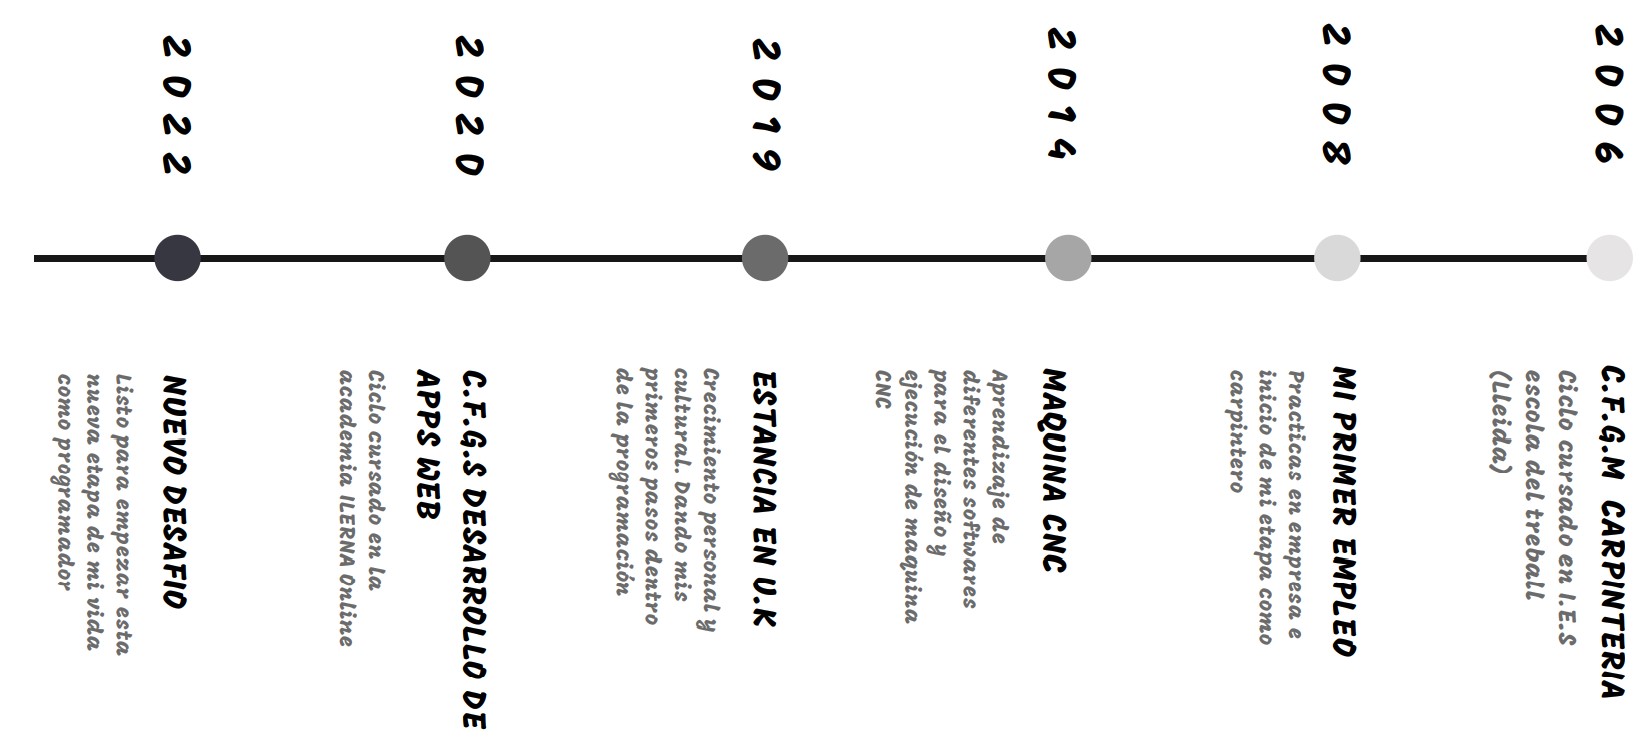 2006
C.F.G.M CARPINTERIA
Ciclo cursado en I.E.S
escola del treball
(Lleida)
2008
MI PRIMER EMPLEO
Practicas en empresa e
inicio de mi etapa como
carpintero
2014
MAQUINA CNC
Aprendizaje de
diferentes softwares
para el diseño y
ejecución de maquina
CNC
2019
ESTANCIA EN U.K
Crecimiento personal y
cultural. Dando mis
primeros pasos dentro
de la programación
2020
C.F.G.S DESARROLLO DE
APPS WEB
Ciclo cursado en la
academia ILERNA Online
2022
NUEVO DESAFIO
Listo para empezar esta
nueva etapa de mi vida
como programador